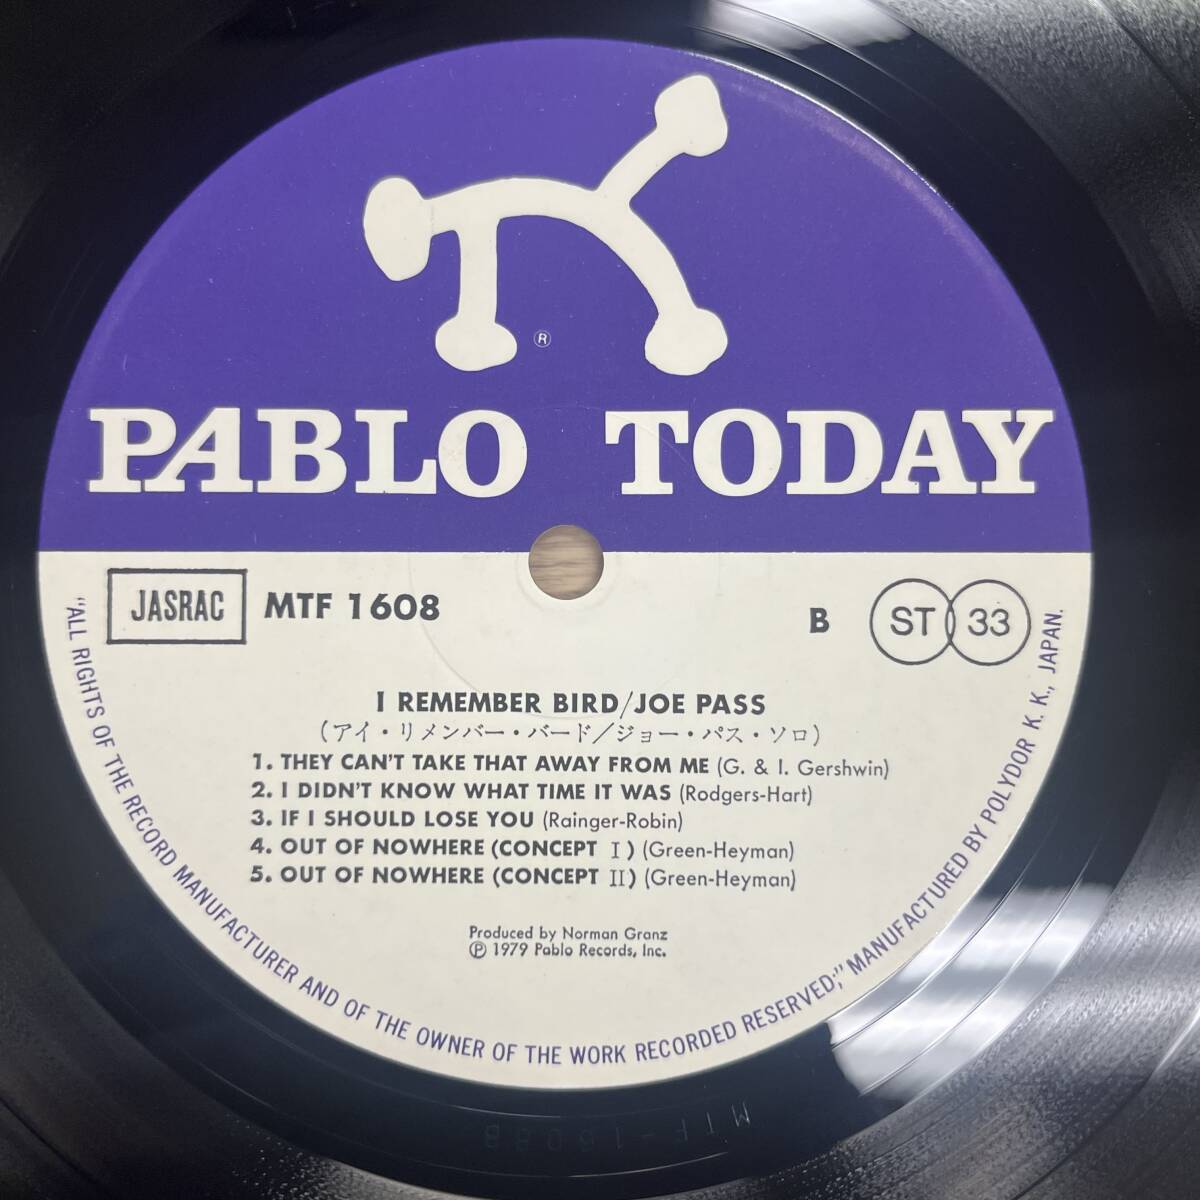 ®
PABLO TODAY
JASRAC
MTF 1608
B
ST 33
I REMEMBER BIRD/JOE PASS
(アイ・リメンバー・バード/ジョー・パス・ソロ)
1. THEY CAN'T TAKE THAT AWAY FROM ME (G. & I. Gershwin)
2. I DIDN'T KNOW WHAT TIME IT WAS (Rodgers-Hart)
3. IF I SHOULD LOSE YOU (Rainger-Robin)
4. OUT OF NOWHERE (CONCEPT I) (Green-Heyman)
5. OUT OF NOWHERE (CONCEPT II) (Green-Heyman)
Produced by Norman Granz
℗ 1979 Pablo Records, Inc.
"ALL RIGHTS OF THE RECORD MANUFACTURER AND OF THE OWNER OF THE WORK RECORDED RESERVED;" MANUFACTURED BY POLYDOR K. K., JAPAN.